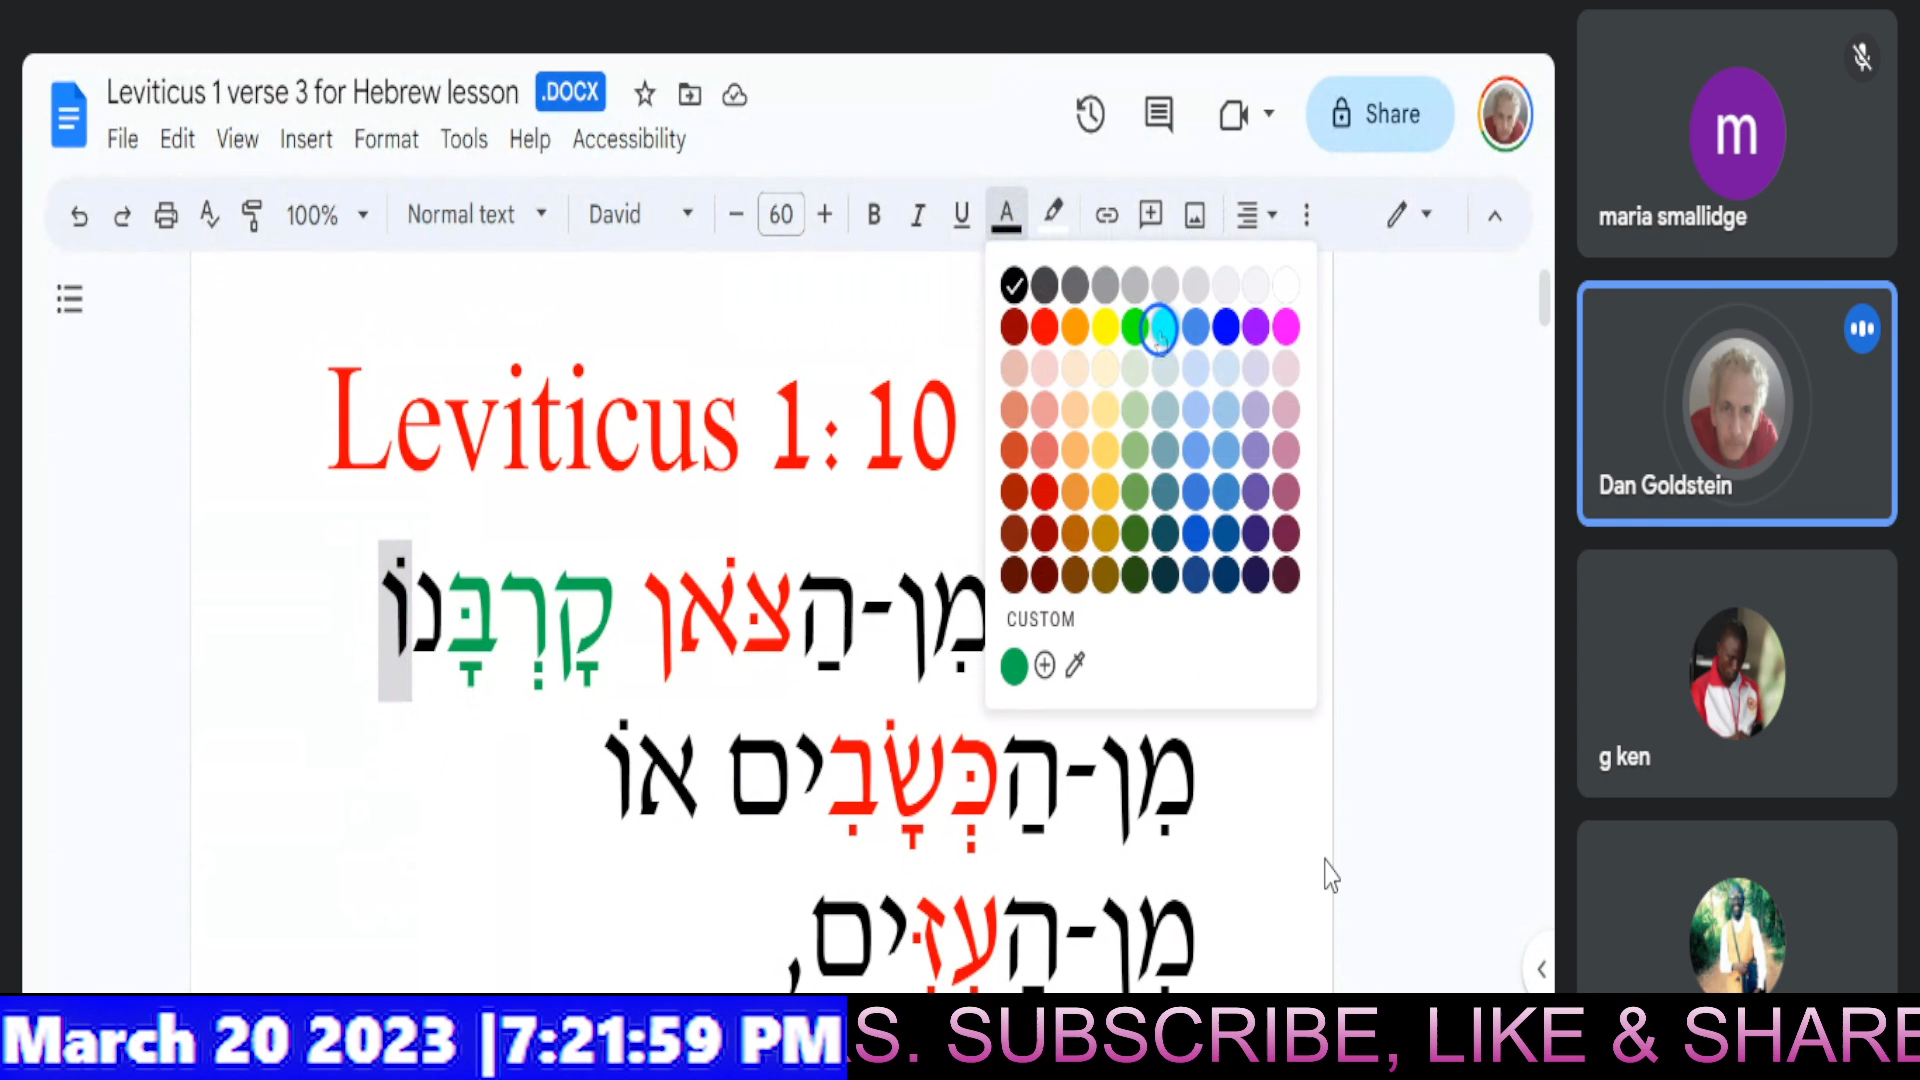 Leviticus 1 verse 3 for Hebrew lesson .DOCX
File Edit View Insert Format Tools Help Accessibility
Share
100% Normal text David − 60 + B I U A
Leviticus 1: 10
מִן-הַצֹּאן קָרְבָּנוֹ
מִן-הַכְּשָׂבִים אוֹ
מִן-הַעִזִּים,
CUSTOM
m
maria smallidge
Dan Goldstein
g ken
March 20 2023 |7:21:59 PM
S. SUBSCRIBE, LIKE & SHARE